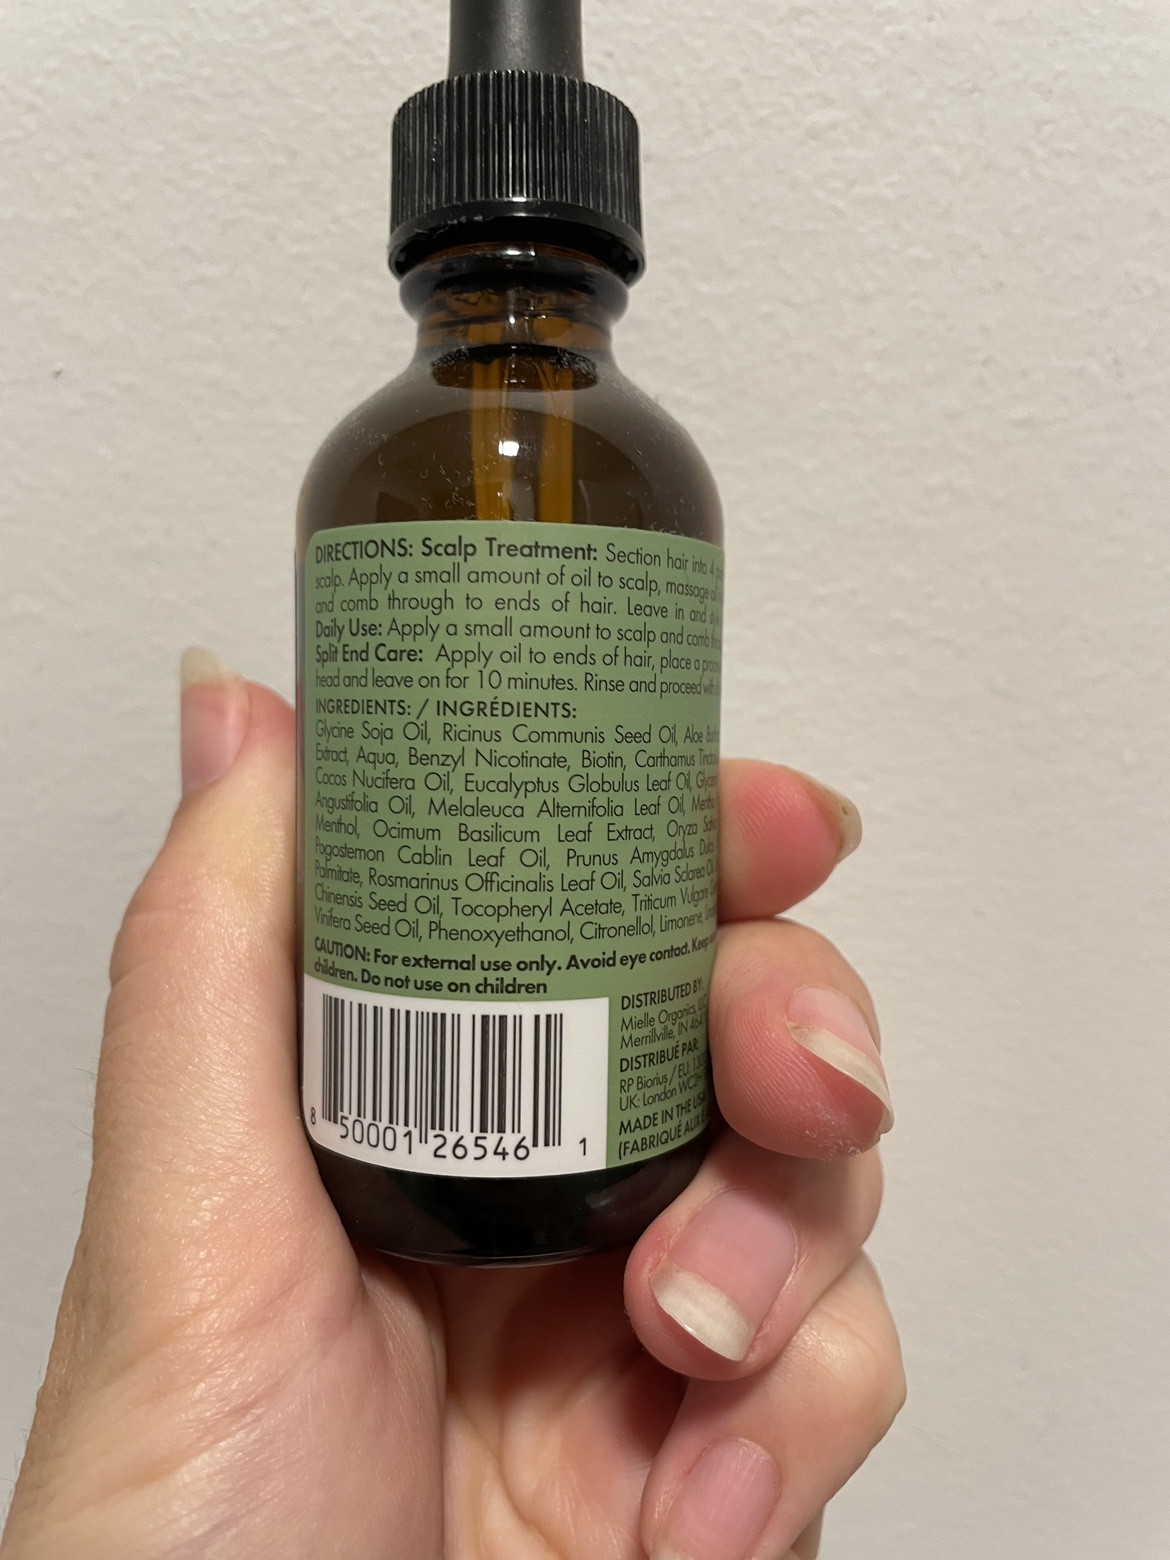 DIRECTIONS: Scalp Treatment: Section hair into 4
scalp. Apply a small amount of oil to scalp, massage
and comb through to ends of hair. Leave in and
Daily Use: Apply a small amount to scalp and comb
Split End Care: Apply oil to ends of hair, place a
head and leave on for 10 minutes. Rinse and proceed
INGREDIENTS: / INGRÉDIENTS:
Glycine Soja Oil, Ricinus Communis Seed Oil, Aloe
Extract, Aqua, Benzyl Nicotinate, Biotin, Carthamus
Cocos Nucifera Oil, Eucalyptus Globulus Leaf Oil,
Angustifolia Oil, Melaleuca Alternifolia Leaf Oil,
Menthol, Ocimum Basilicum Leaf Extract, Oryza
Pogostemon Cablin Leaf Oil, Prunus Amygdalus
Palmitate, Rosmarinus Officinalis Leaf Oil, Salvia Sclarea
Chinensis Seed Oil, Tocopheryl Acetate, Triticum Vulgare
Vinifera Seed Oil, Phenoxyethanol, Citronellol, Limonene,
CAUTION: For external use only. Avoid eye contact. Keep
children. Do not use on children
DISTRIBUTED BY:
Mielle Organics,
Merrillville, IN
DISTRIBUÉ PAR:
RP Biorius / EU:
UK: London
MADE IN THE USA
(FABRIQUÉ AUX
8 50001 26546 1